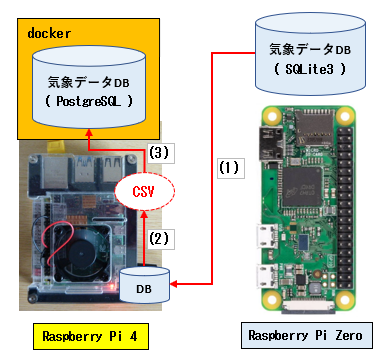 docker
気象データDB
( PostgreSQL )
気象データDB
( SQLite3 )
(3)
(1)
CSV
(2)
DB
Raspberry Pi 4
Raspberry Pi Zero